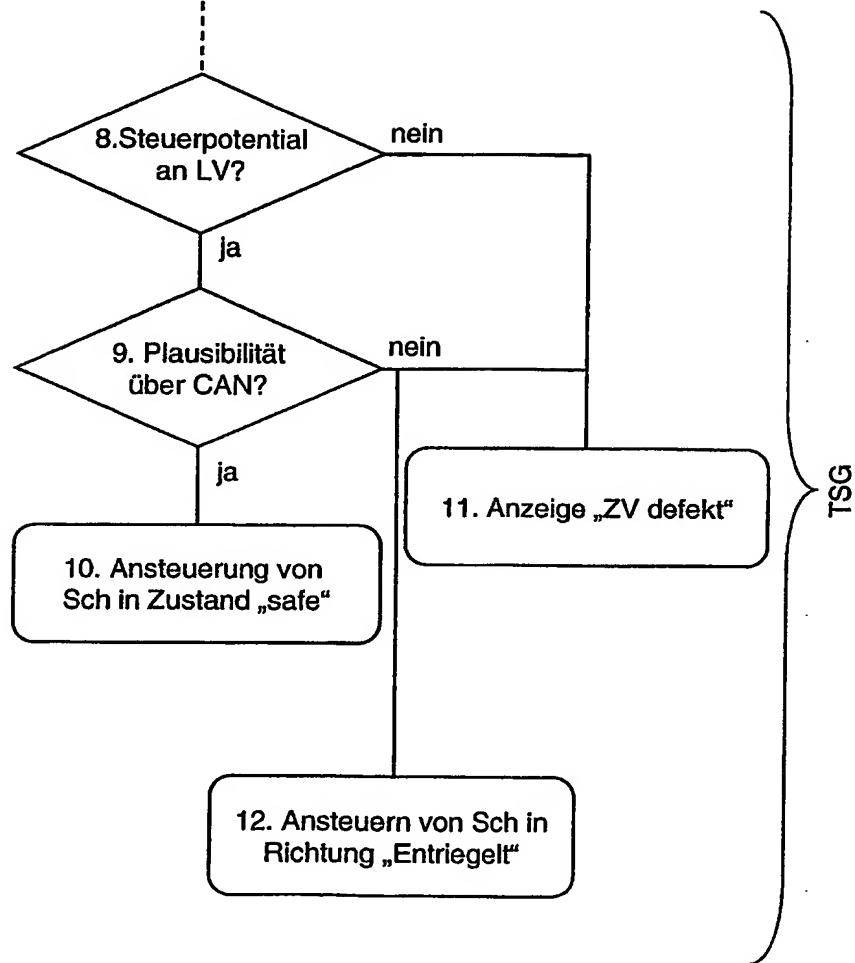 8.Steuerpotential
an LV?
nein
ja
9. Plausibilität
über CAN?
nein
ja
11. Anzeige „ZV defekt“
10. Ansteuerung von
Sch in Zustand „safe“
12. Ansteuern von Sch in
Richtung „Entriegelt“
TSG